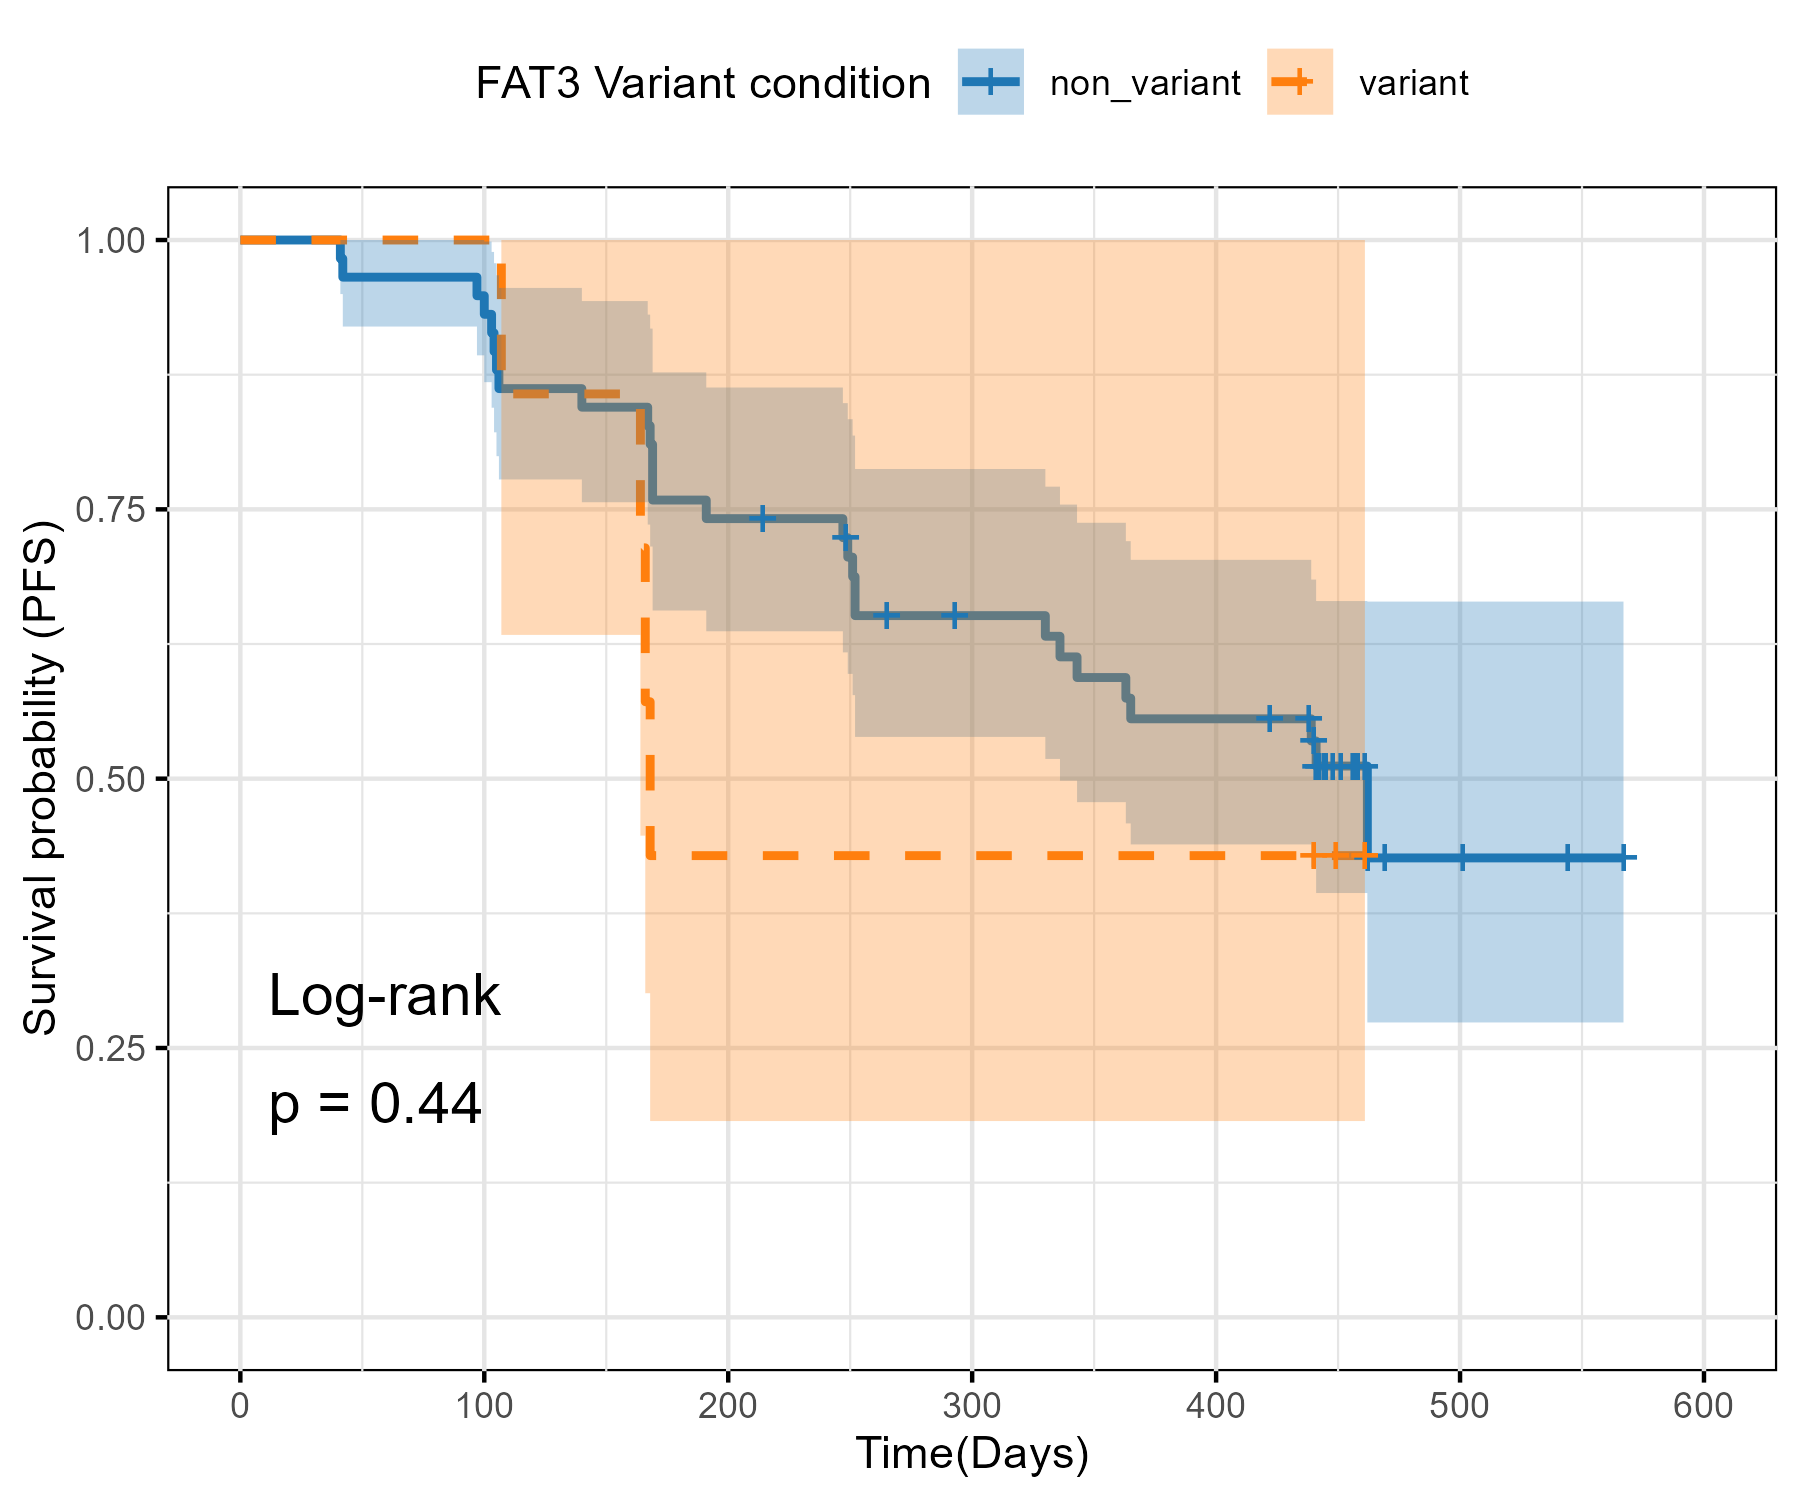 FAT3 Variant condition non_variant variant
Survival probability (PFS)
1.00
0.75
0.50
0.25
0.00
Log-rank
p = 0.44
0 100 200 300 400 500 600
Time(Days)